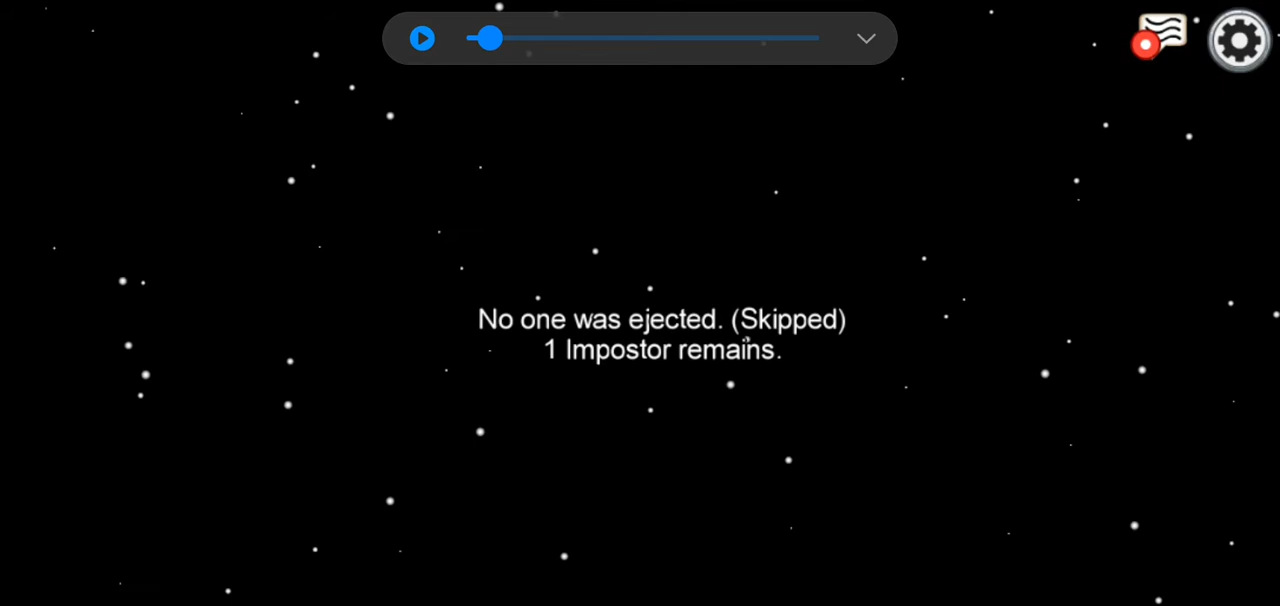 No one was ejected. (Skipped)
1 Impostor remains.